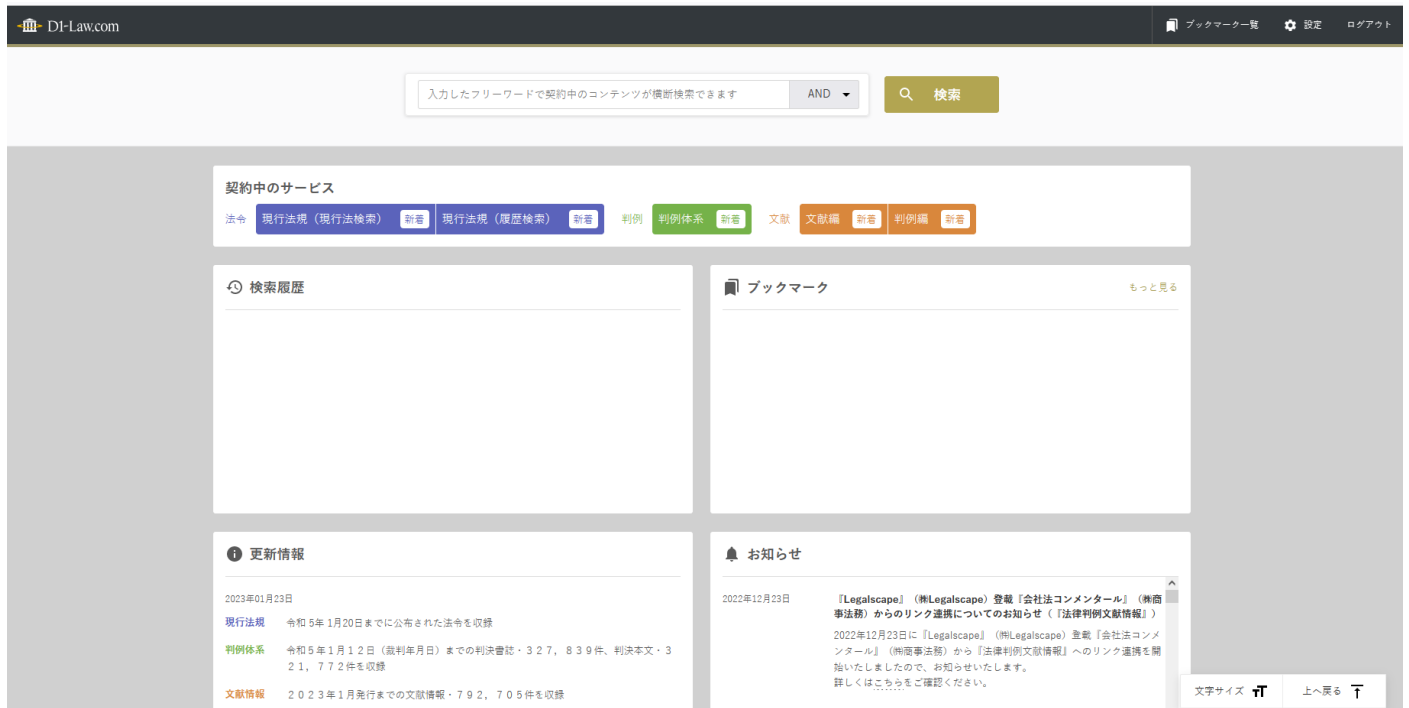 D1-Law.com
ブックマーク一覧 設定 ログアウト
入力したフリーワードで契約中のコンテンツが横断検索できます AND 検索
契約中のサービス
法令 現行法規（現行法検索） 新着 現行法規（履歴検索） 新着 判例 判例体系 新着 文献 文献編 新着 判例編 新着
検索履歴
ブックマーク もっと見る
更新情報
2023年01月23日
現行法規 令和 5年 1月20日までに公布された法令を収録
判例体系 令和５年１月１２日（裁判年月日）までの判決書誌・３２７，８３９件、判決本文・３
２１，７７２件を収録
文献情報 ２０２３年１月発行までの文献情報・７９２，７０５件を収録
お知らせ
2022年12月23日 『Legalscape』（㈱Legalscape）登載『会社法コンメンタール』（㈱商
事法務）からのリンク連携についてのお知らせ（『法律判例文献情報』）
2022年12月23日に『Legalscape』（㈱Legalscape）登載『会社法コンメ
ンタール』（㈱商事法務）から『法律判例文献情報』へのリンク連携を開
始いたしましたので、お知らせいたします。
詳しくはこちらをご確認ください。
文字サイズ 上へ戻る